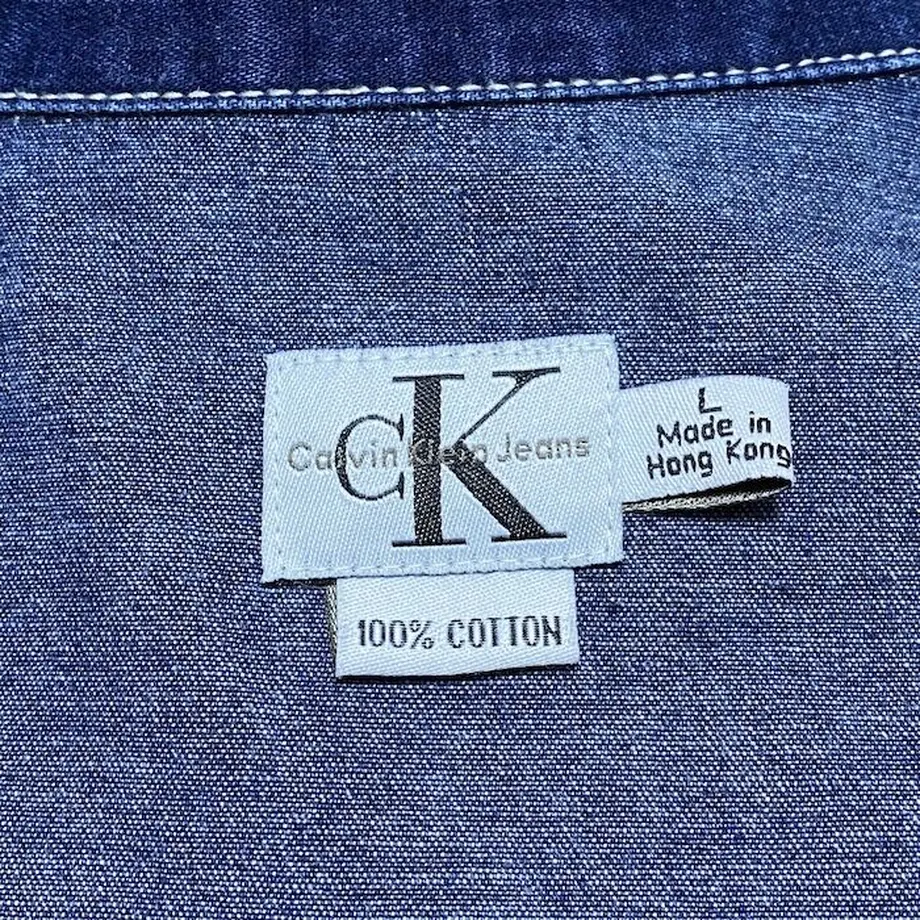 CK
Calvin Klein Jeans
L
Made in
Hong Kong
100% COTTON